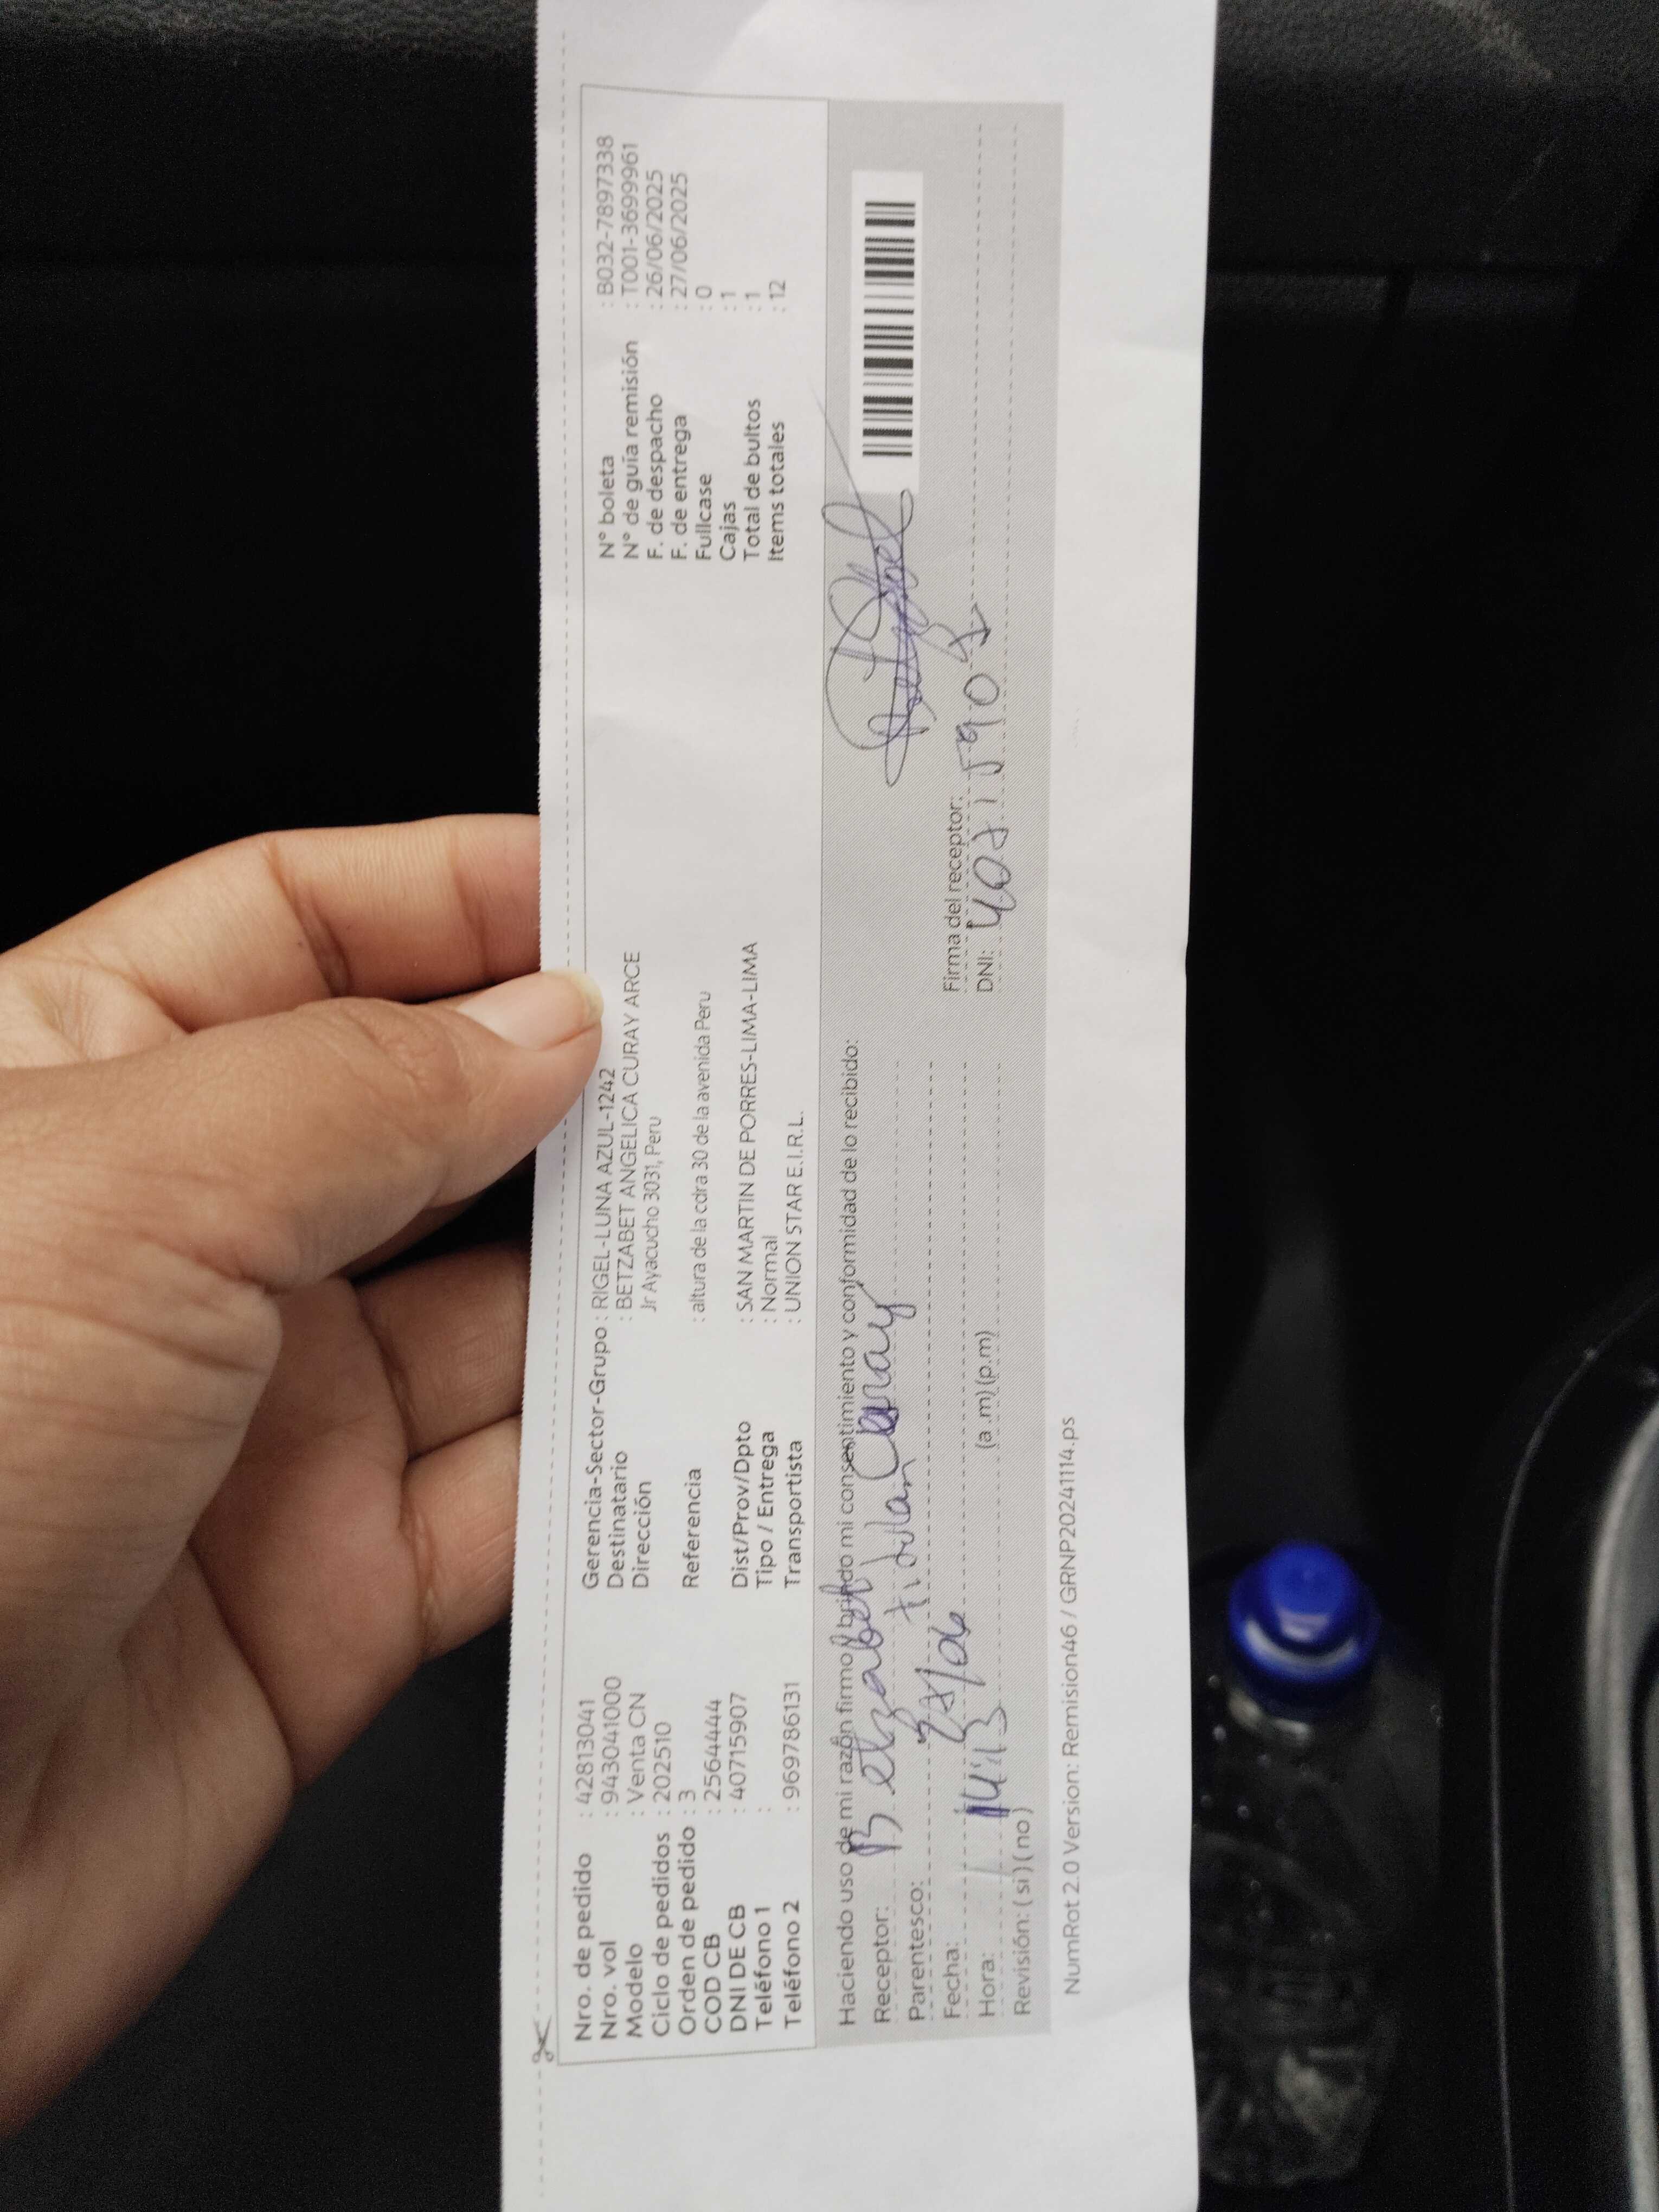 Nro. de pedido : 42813041
Nro. vol : 943041000
Modelo : Venta CN
Ciclo de pedidos : 202510
Orden de pedido : 3
COD CB : 2564444
DNI DE CB : 40715907
Teléfono 1 :
Teléfono 2 : 969786131
Gerencia-Sector-Grupo : RIGEL-LUNA AZUL-1242
Destinatario : BETZABET ANGELICA CURAY ARCE
Dirección Jr Ayacucho 3031, Peru
Referencia : altura de la cdra 30 de la avenida Peru
Dist/Prov/Dpto : SAN MARTIN DE PORRES-LIMA-LIMA
Tipo / Entrega : Normal
Transportista : UNION STAR E.I.R.L.
N° boleta : B032-7897338
N° de guía remisión : T001-3699961
F. de despacho : 26/06/2025
F. de entrega : 27/06/2025
Fullcase : 0
Cajas : 1
Total de bultos : 1
Items totales : 12
Haciendo uso de mi razón firmo y brindo mi consentimiento y conformidad de lo recibido:
Receptor: Betzabet Curay
Parentesco: titular
Fecha:
Hora: (a .m) (p.m)
Revisión: ( si ) ( no )
Firma del receptor:
DNI: 40715907
NumRot 2.0 Version: Remision46 / GRNP20241114.ps